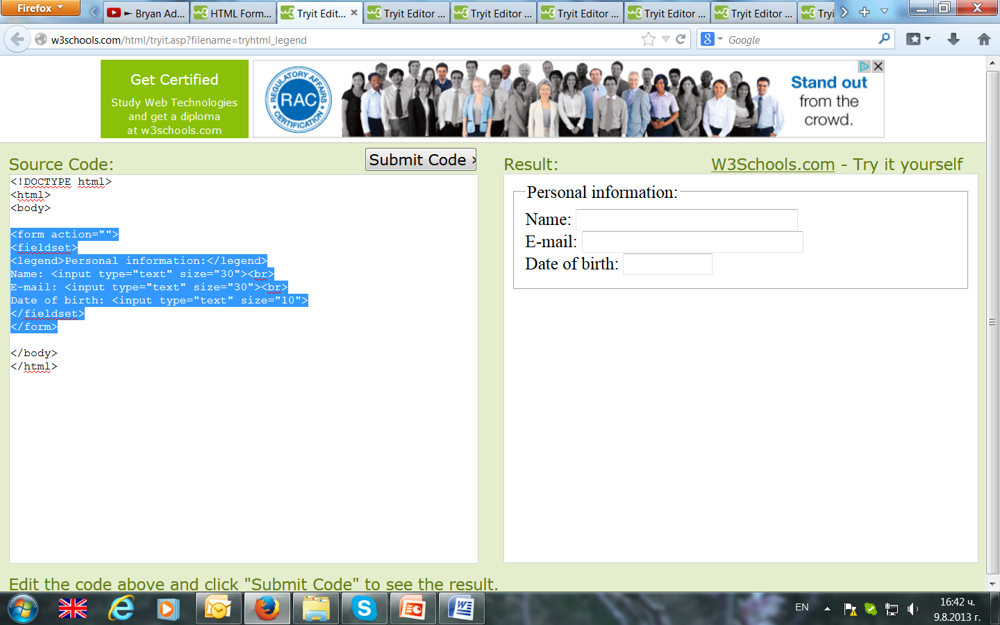 Firefox
► Bryan Ad...
HTML Form...
Tryit Edit...
Tryit Editor ...
Tryit Editor ...
Tryit Editor ...
Tryit Editor ...
Tryit Editor ...
Tryi
w3schools.com/html/tryit.asp?filename=tryhtml_legend
Google
Get Certified
Study Web Technologies
and get a diploma
at w3schools.com
REGULATORY AFFAIRS
RAC
CERTIFICATION
Stand out
from the
crowd.
Source Code:
Submit Code »
Result:
W3Schools.com - Try it yourself
<!DOCTYPE html>
<html>
<body>
<form action="">
<fieldset>
<legend>Personal information:</legend>
Name: <input type="text" size="30"><br>
E-mail: <input type="text" size="30"><br>
Date of birth: <input type="text" size="10">
</fieldset>
</form>
</body>
</html>
Personal information:
Name:
E-mail:
Date of birth:
Edit the code above and click "Submit Code" to see the result.
EN
16:42 ч.
9.8.2013 г.